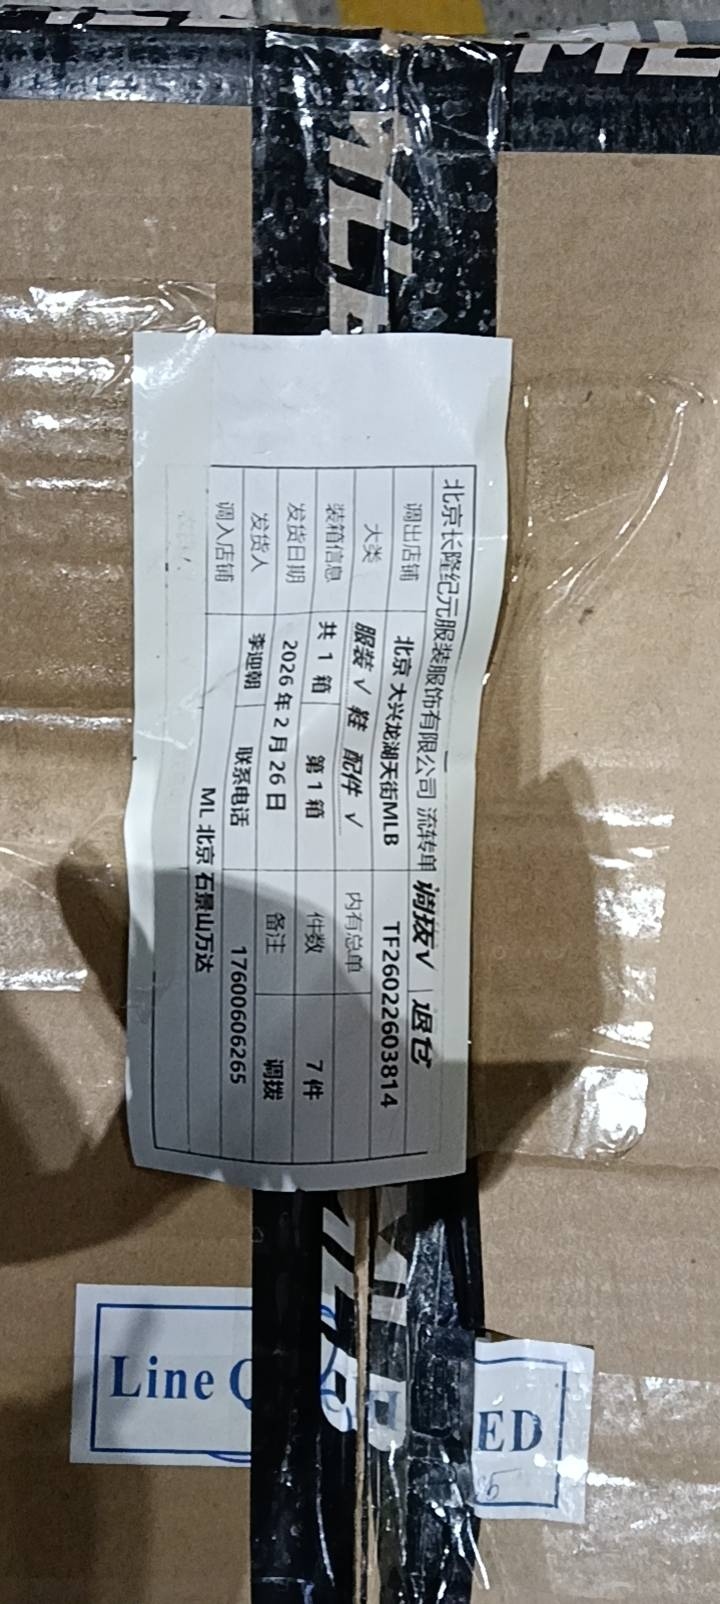 北京长隆纪元服装服饰有限公司 流转单 调拔√ 退仓
调出店铺 北京 大兴龙湖天街MLB TF26022603814
大类 服装 √ 鞋 配件 √ 内有总单
装箱信息 共 1 箱 第 1 箱 件数 7 件
发货日期 2026 年 2 月 26 日 备注 调拨
发货人 李迎朝 联系电话 17600606265
调入店铺 ML 北京 石景山万达
Line
ED